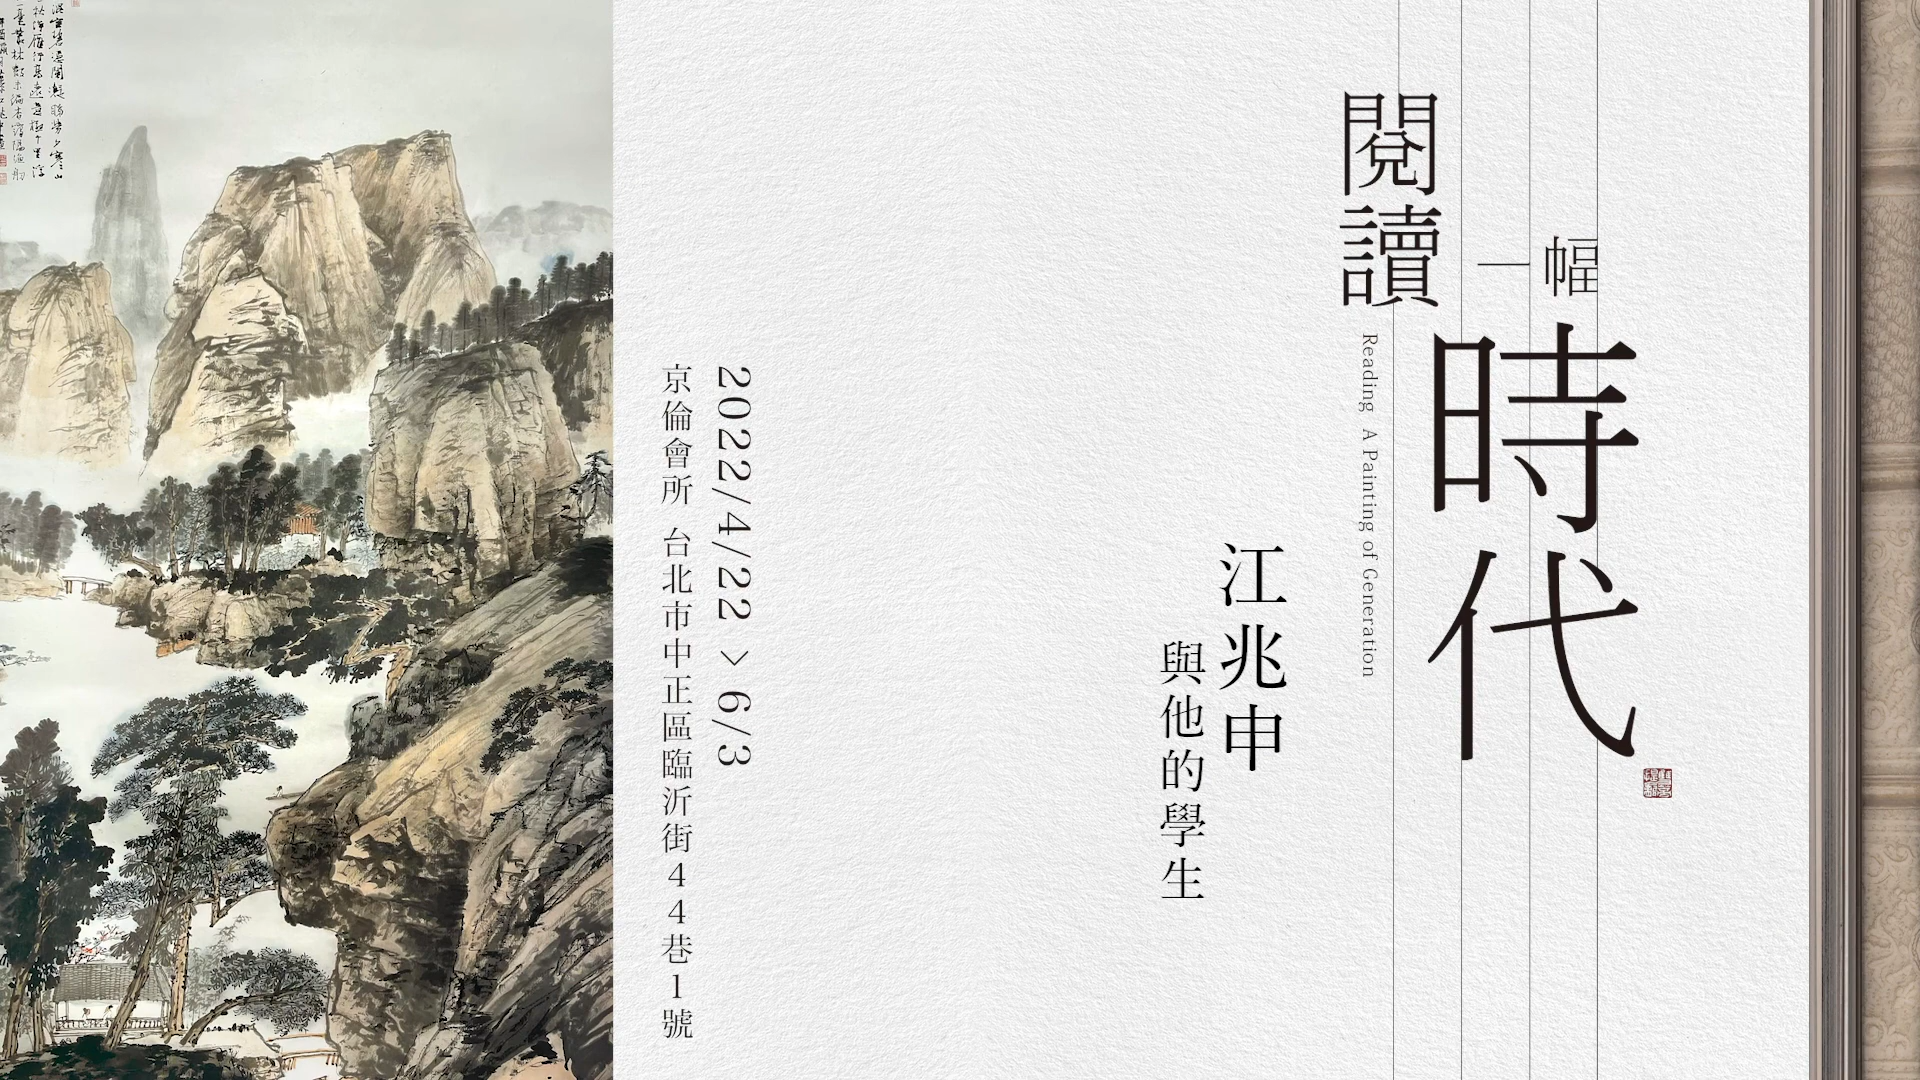 閱讀
一幅
時代
Reading A Painting of Generation
江兆申
與他的學生
2022/4/22 > 6/3
京倫會所 台北市中正區臨沂街44巷1號